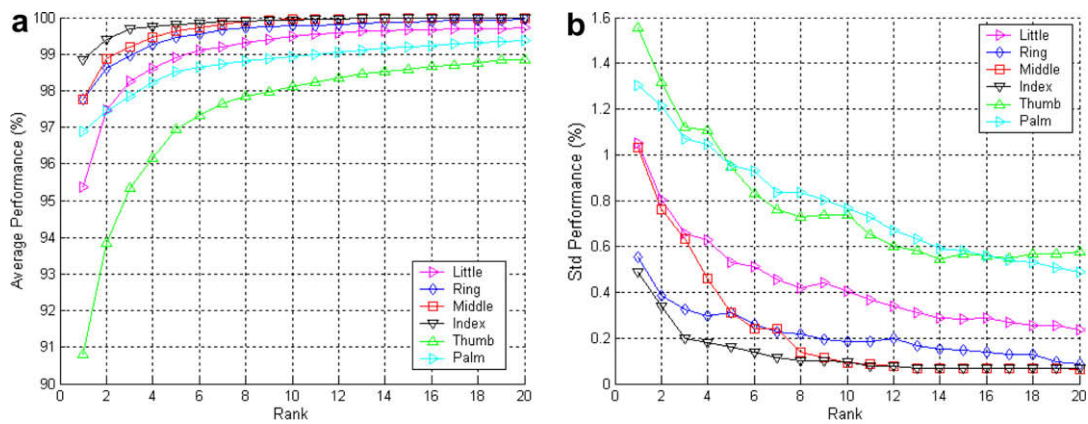 a
Average Performance (%)
100
99
98
97
96
95
94
93
92
91
90
0 2 4 6 8 10 12 14 16 18 20
Rank
Little
Ring
Middle
Index
Thumb
Palm
b
Std Performance (%)
1.6
1.4
1.2
1
0.8
0.6
0.4
0.2
0
0 2 4 6 8 10 12 14 16 18 20
Rank
Little
Ring
Middle
Index
Thumb
Palm